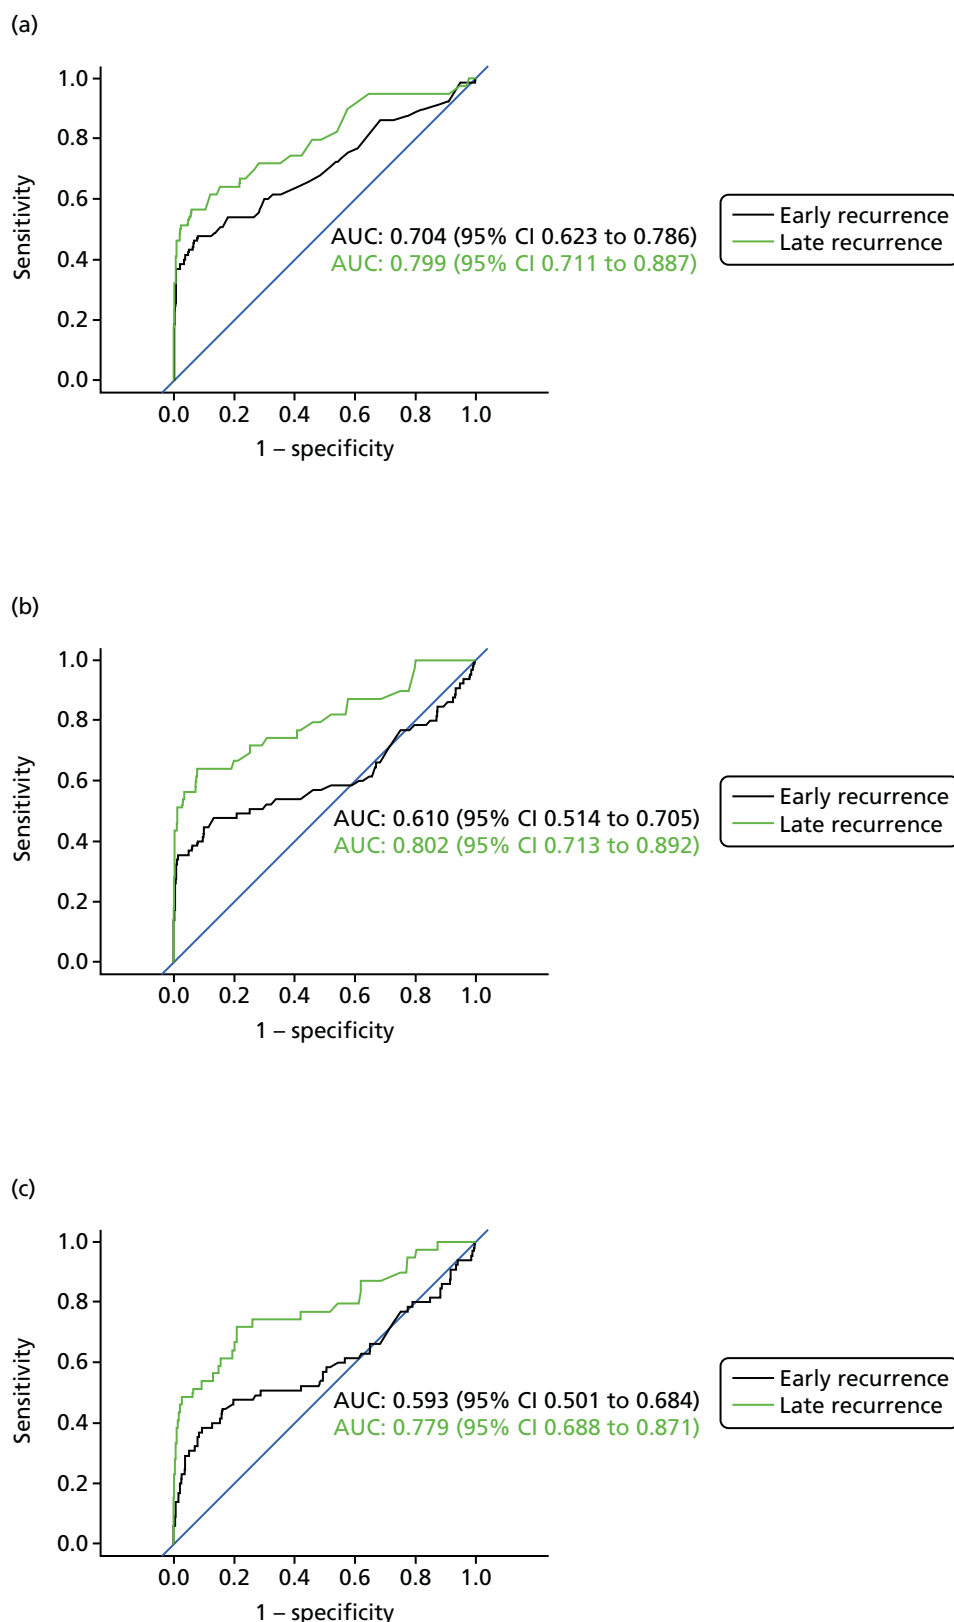 (a)
1.0
0.8
0.6
0.4
0.2
0.0
Sensitivity
AUC: 0.704 (95% CI 0.623 to 0.786)
AUC: 0.799 (95% CI 0.711 to 0.887)
Early recurrence
Late recurrence
0.0 0.2 0.4 0.6 0.8 1.0
1 – specificity
(b)
1.0
0.8
0.6
0.4
0.2
0.0
Sensitivity
AUC: 0.610 (95% CI 0.514 to 0.705)
AUC: 0.802 (95% CI 0.713 to 0.892)
Early recurrence
Late recurrence
0.0 0.2 0.4 0.6 0.8 1.0
1 – specificity
(c)
1.0
0.8
0.6
0.4
0.2
0.0
Sensitivity
AUC: 0.593 (95% CI 0.501 to 0.684)
AUC: 0.779 (95% CI 0.688 to 0.871)
Early recurrence
Late recurrence
0.0 0.2 0.4 0.6 0.8 1.0
1 – specificity